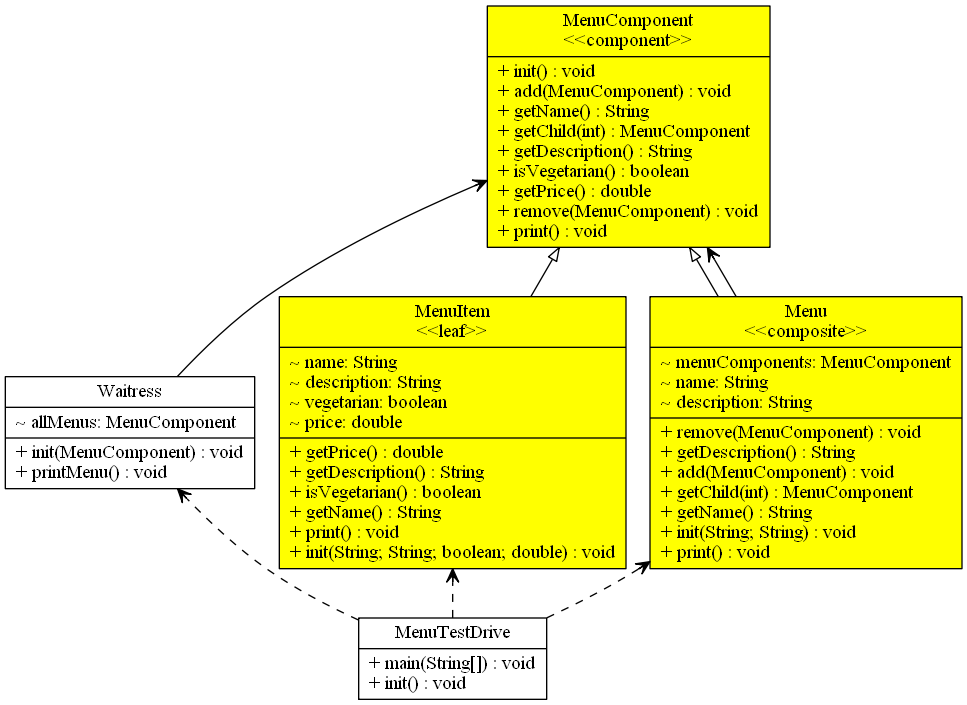 MenuComponent
<<component>>
+ init() : void
+ add(MenuComponent) : void
+ getName() : String
+ getChild(int) : MenuComponent
+ getDescription() : String
+ isVegetarian() : boolean
+ getPrice() : double
+ remove(MenuComponent) : void
+ print() : void
MenuItem
<<leaf>>
~ name: String
~ description: String
~ vegetarian: boolean
~ price: double
+ getPrice() : double
+ getDescription() : String
+ isVegetarian() : boolean
+ getName() : String
+ print() : void
+ init(String; String; boolean; double) : void
Menu
<<composite>>
~ menuComponents: MenuComponent
~ name: String
~ description: String
+ remove(MenuComponent) : void
+ getDescription() : String
+ add(MenuComponent) : void
+ getChild(int) : MenuComponent
+ getName() : String
+ init(String; String) : void
+ print() : void
Waitress
~ allMenus: MenuComponent
+ init(MenuComponent) : void
+ printMenu() : void
MenuTestDrive
+ main(String[]) : void
+ init() : void